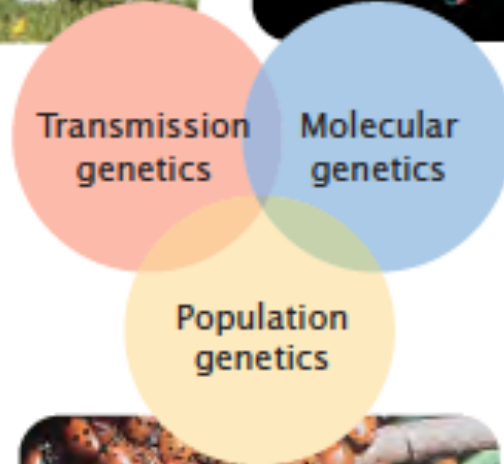 Transmission
genetics
Molecular
genetics
Population
genetics